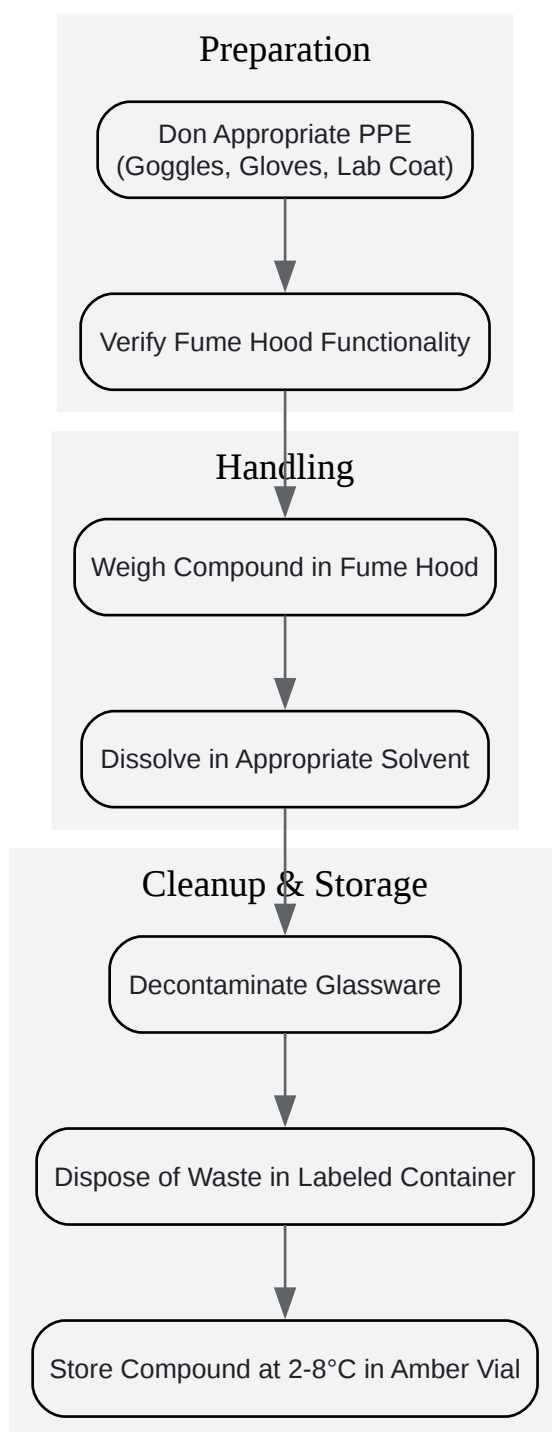 Preparation
Don Appropriate PPE
(Goggles, Gloves, Lab Coat)
Verify Fume Hood Functionality
Handling
Weigh Compound in Fume Hood
Dissolve in Appropriate Solvent
Cleanup & Storage
Decontaminate Glassware
Dispose of Waste in Labeled Container
Store Compound at 2-8°C in Amber Vial